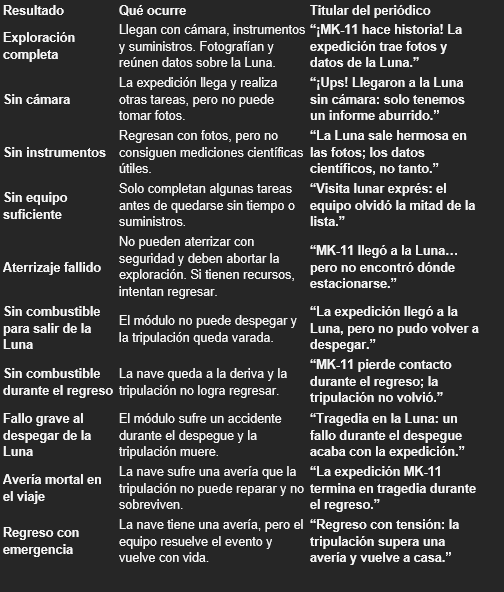 Resultado Qué ocurre Titular del periódico
Exploración completa
Llegan con cámara, instrumentos
y suministros. Fotografían y
reúnen datos sobre la Luna.
“¡MK-11 hace historia! La
expedición trae fotos y
datos de la Luna.”
Sin cámara
La expedición llega y realiza
otras tareas, pero no puede
tomar fotos.
“¡Ups! Llegaron a la Luna
sin cámara: solo tenemos
un informe aburrido.”
Sin instrumentos
Regresan con fotos, pero no
consiguen mediciones científicas
útiles.
“La Luna sale hermosa en
las fotos; los datos
científicos, no tanto.”
Sin equipo
suficiente
Solo completan algunas tareas
antes de quedarse sin tiempo o
suministros.
“Visita lunar exprés: el
equipo olvidó la mitad de la
lista.”
Aterrizaje fallido
No pueden aterrizar con
seguridad y deben abortar la
exploración. Si tienen recursos,
intentan regresar.
“MK-11 llegó a la Luna…
pero no encontró dónde
estacionarse.”
Sin combustible
para salir de la
Luna
El módulo no puede despegar y
la tripulación queda varada.
“La expedición llegó a la
Luna, pero no pudo volver a
despegar.”
Sin combustible
durante el regreso
La nave queda a la deriva y la
tripulación no logra regresar.
“MK-11 pierde contacto
durante el regreso; la
tripulación no volvió.”
Fallo grave al
despegar de la
Luna
El módulo sufre un accidente
durante el despegue y la
tripulación muere.
“Tragedia en la Luna: un
fallo durante el despegue
acaba con la expedición.”
Avería mortal en
el viaje
La nave sufre una avería que la
tripulación no puede reparar y no
sobreviven.
“La expedición MK-11
termina en tragedia durante
el regreso.”
Regreso con
emergencia
La nave tiene una avería, pero el
equipo resuelve el evento y
vuelve con vida.
“Regreso con tensión: la
tripulación supera una
avería y vuelve a casa.”